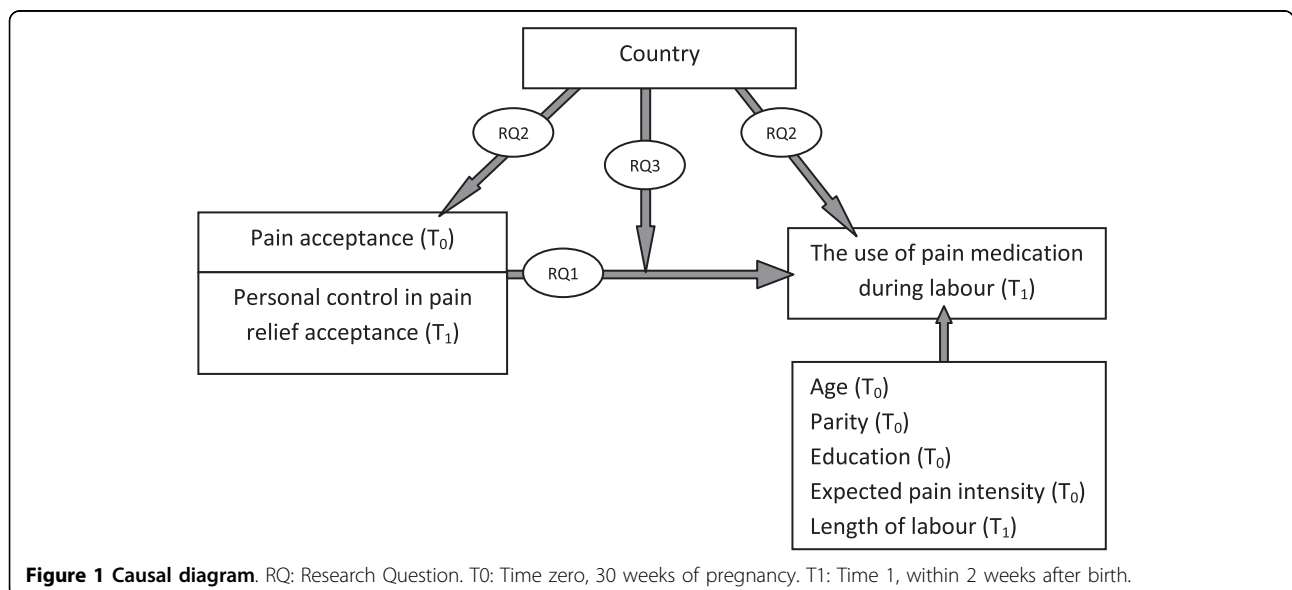 Country
RQ2
RQ3
RQ2
Pain acceptance (T₀)
Personal control in pain
relief acceptance (T₁)
RQ1
The use of pain medication
during labour (T₁)
Age (T₀)
Parity (T₀)
Education (T₀)
Expected pain intensity (T₀)
Length of labour (T₁)
Figure 1 Causal diagram. RQ: Research Question. T0: Time zero, 30 weeks of pregnancy. T1: Time 1, within 2 weeks after birth.